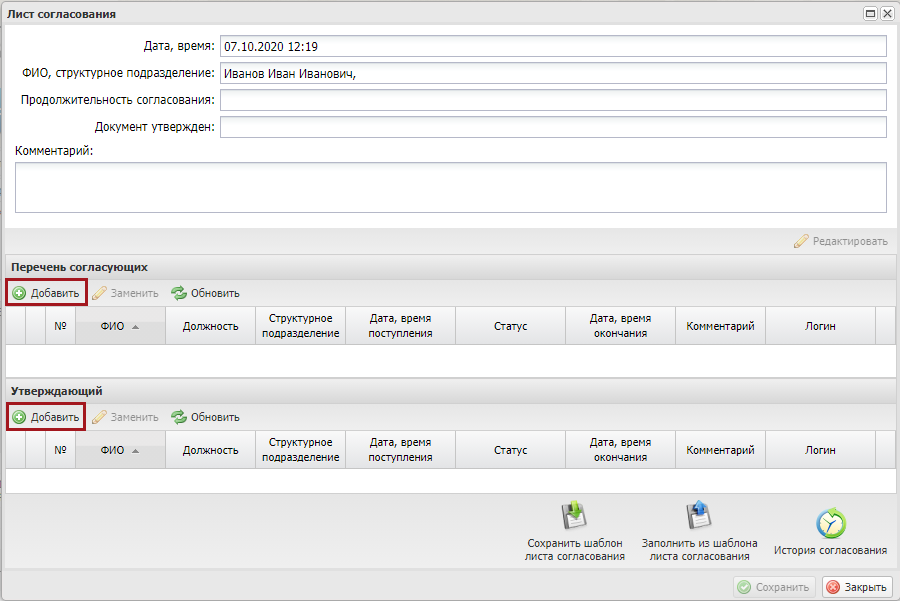 Лист согласования
Дата, время: 07.10.2020 12:19
ФИО, структурное подразделение: Иванов Иван Иванович,
Продолжительность согласования:
Документ утвержден:
Комментарий:
Редактировать
Перечень согласующих
Добавить Заменить Обновить
№ ФИО Должность Структурное подразделение Дата, время поступления Статус Дата, время окончания Комментарий Логин
Утверждающий
Добавить Заменить Обновить
№ ФИО Должность Структурное подразделение Дата, время поступления Статус Дата, время окончания Комментарий Логин
Сохранить шаблон листа согласования
Заполнить из шаблона листа согласования
История согласования
Сохранить Закрыть